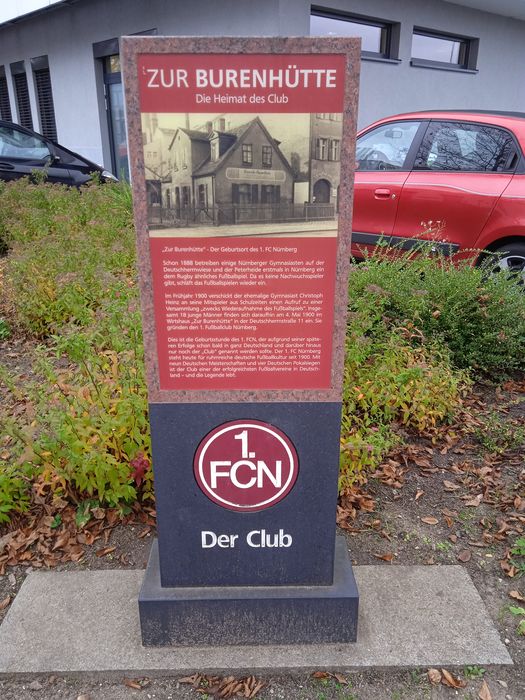 ZUR BURENHÜTTE
Die Heimat des Club
„Zur Burenhütte“ - Der Geburtsort des 1. FC Nürnberg
Schon 1888 betreiben einige Nürnberger Gymnasiasten auf der
Deutschherrnwiese und der Peterheide erstmals in Nürnberg ein
dem Rugby ähnliches Fußballspiel. Da es keine Nachwuchsspieler
gibt, schläft das Fußballspielen wieder ein.
Im Frühjahr 1900 verschickt der ehemalige Gymnasiast Christoph
Heinz an seine Mitspieler aus Schulzeiten einen Aufruf zu einer
Versammlung „zwecks Wiederaufnahme des Fußballspiels“. Insge-
samt 18 junge Männer finden sich daraufhin am 4. Mai 1900 im
Wirtshaus „Zur Burenhütte“ in der Deutschherrnstraße 11 ein. Sie
gründen den 1. Fußballclub Nürnberg.
Dies ist die Geburtsstunde des 1. FCN, der aufgrund seiner späte-
ren Erfolge schon bald in ganz Deutschland und darüber hinaus
nur noch der „Club“ genannt werden sollte. Der 1. FC Nürnberg
steht heute für ruhmreiche deutsche Fußballkultur seit 1900. Mit
neun Deutschen Meisterschaften und vier Deutschen Pokalsiegen
ist der Club einer der erfolgreichsten Fußballvereine in Deutsch-
land – und die Legende lebt.
1.
FCN
Der Club